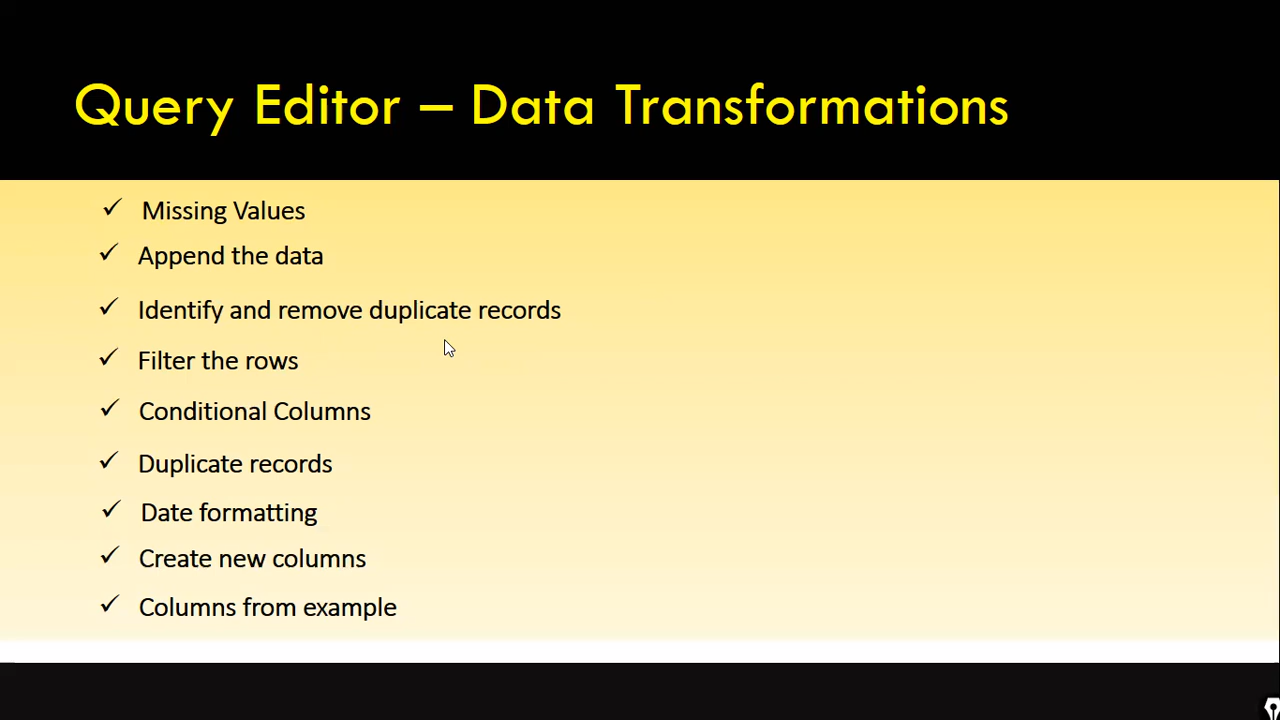 Query Editor – Data Transformations
✓ Missing Values
✓ Append the data
✓ Identify and remove duplicate records
✓ Filter the rows
✓ Conditional Columns
✓ Duplicate records
✓ Date formatting
✓ Create new columns
✓ Columns from example